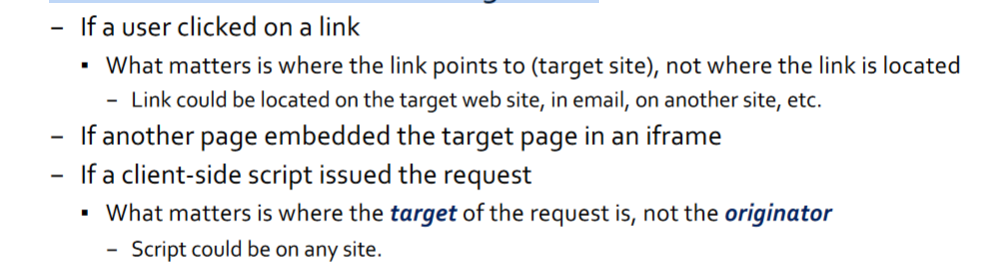 – If a user clicked on a link
▪ What matters is where the link points to (target site), not where the link is located
– Link could be located on the target web site, in email, on another site, etc.
– If another page embedded the target page in an iframe
– If a client-side script issued the request
▪ What matters is where the target of the request is, not the originator
– Script could be on any site.